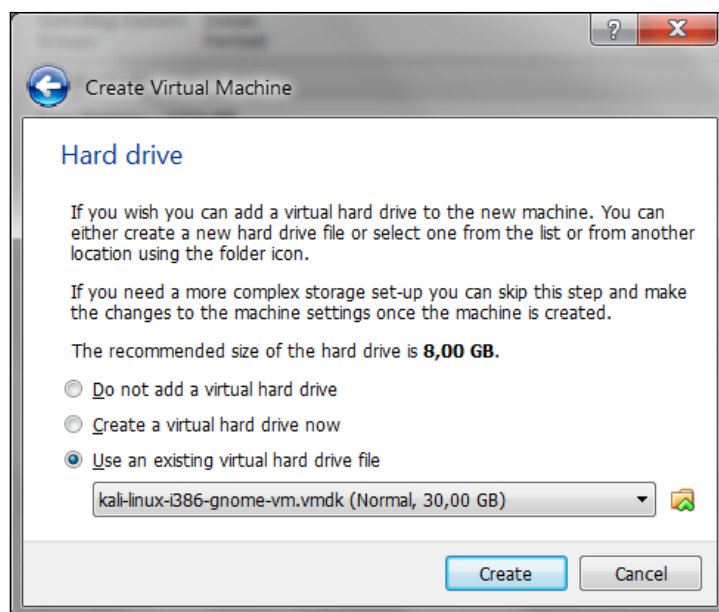 Create Virtual Machine
Hard drive
If you wish you can add a virtual hard drive to the new machine. You can
either create a new hard drive file or select one from the list or from another
location using the folder icon.
If you need a more complex storage set-up you can skip this step and make
the changes to the machine settings once the machine is created.
The recommended size of the hard drive is 8,00 GB.
Do not add a virtual hard drive
Create a virtual hard drive now
Use an existing virtual hard drive file
kali-linux-i386-gnome-vm.vmdk (Normal, 30,00 GB)
Create Cancel